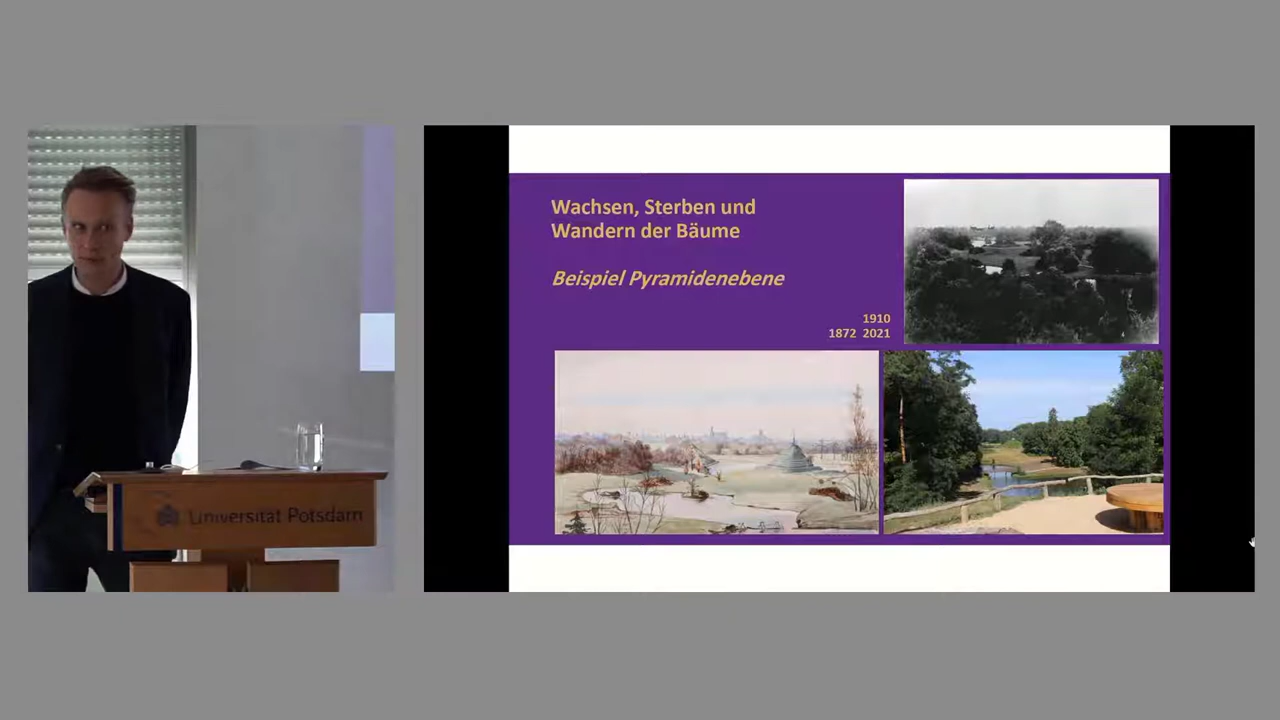 Wachsen, Sterben und
Wandern der Bäume
Beispiel Pyramidenebene
1910
1872 2021
Universität Potsdam